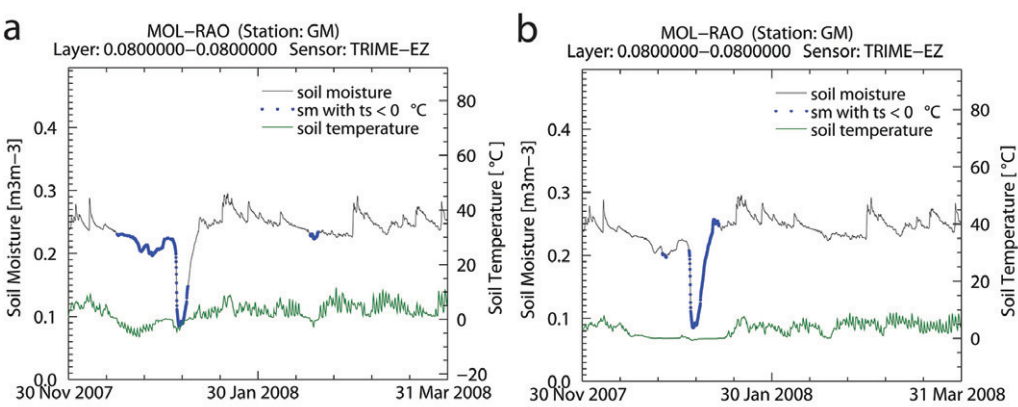 a
MOL–RAO (Station: GM)
Layer: 0.0800000–0.0800000 Sensor: TRIME–EZ
soil moisture
sm with ts < 0 °C
soil temperature
Soil Moisture [m3m–3]
0.4
0.3
0.2
0.1
0.0
80
60
40
20
0
–20
Soil Temperature [°C]
30 Nov 2007
30 Jan 2008
31 Mar 2008
b
MOL–RAO (Station: GM)
Layer: 0.0800000–0.0800000 Sensor: TRIME–EZ
soil moisture
sm with ts < 0 °C
soil temperature
Soil Moisture [m3m–3]
0.4
0.3
0.2
0.1
0.0
80
60
40
20
0
Soil Temperature [°C]
30 Nov 2007
30 Jan 2008
31 Mar 2008